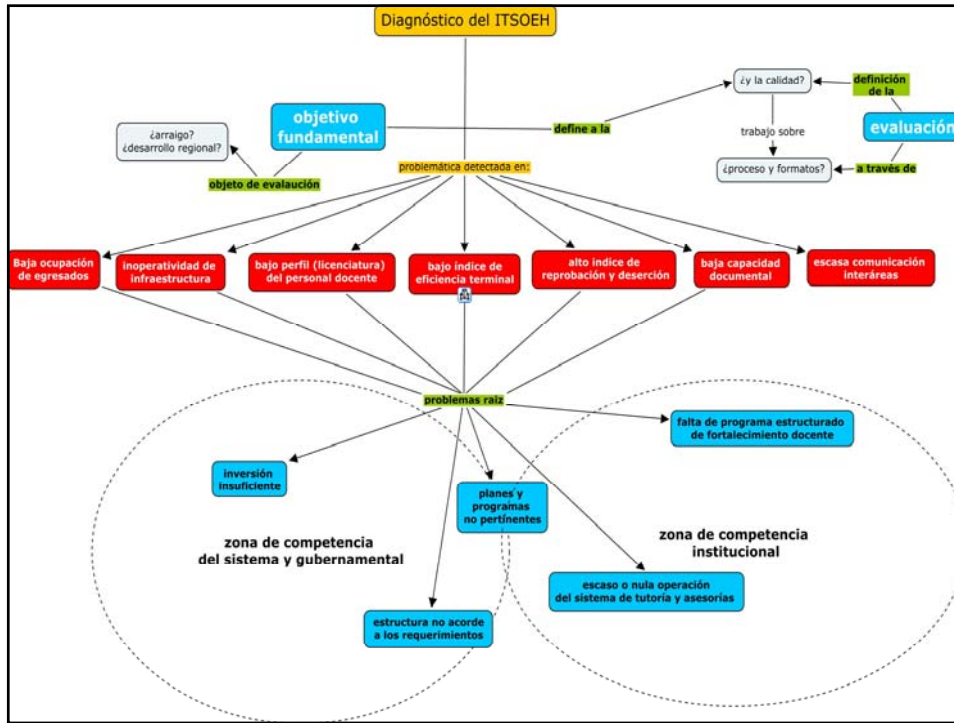 Diagnóstico del ITSOEH
¿y la calidad?
definición
de la
objetivo
fundamental
¿arraigo?
¿desarrollo regional?
define a la
trabajo sobre
evaluación
problemática detectada en:
¿proceso y formatos?
a través de
objeto de evalaución
Baja ocupación
de egresados
inoperatividad de
infraestructura
bajo perfil (licenciatura)
del personal docente
bajo índice de
eficiencia terminal
alto indice de
reprobación y deserción
baja capacidad
documental
escasa comunicación
interáreas
problemas raiz
falta de programa estructurado
de fortalecimiento docente
inversión
insuficiente
planes y
programas
no pertinentes
zona de competencia
del sistema y gubernamental
zona de competencia
institucional
escaso o nula operación
del sistema de tutoría y asesorías
estructura no acorde
a los requerimientos